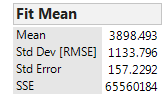 Fit Mean
Mean 3898.493
Std Dev [RMSE] 1133.796
Std Error 157.2292
SSE 65560184